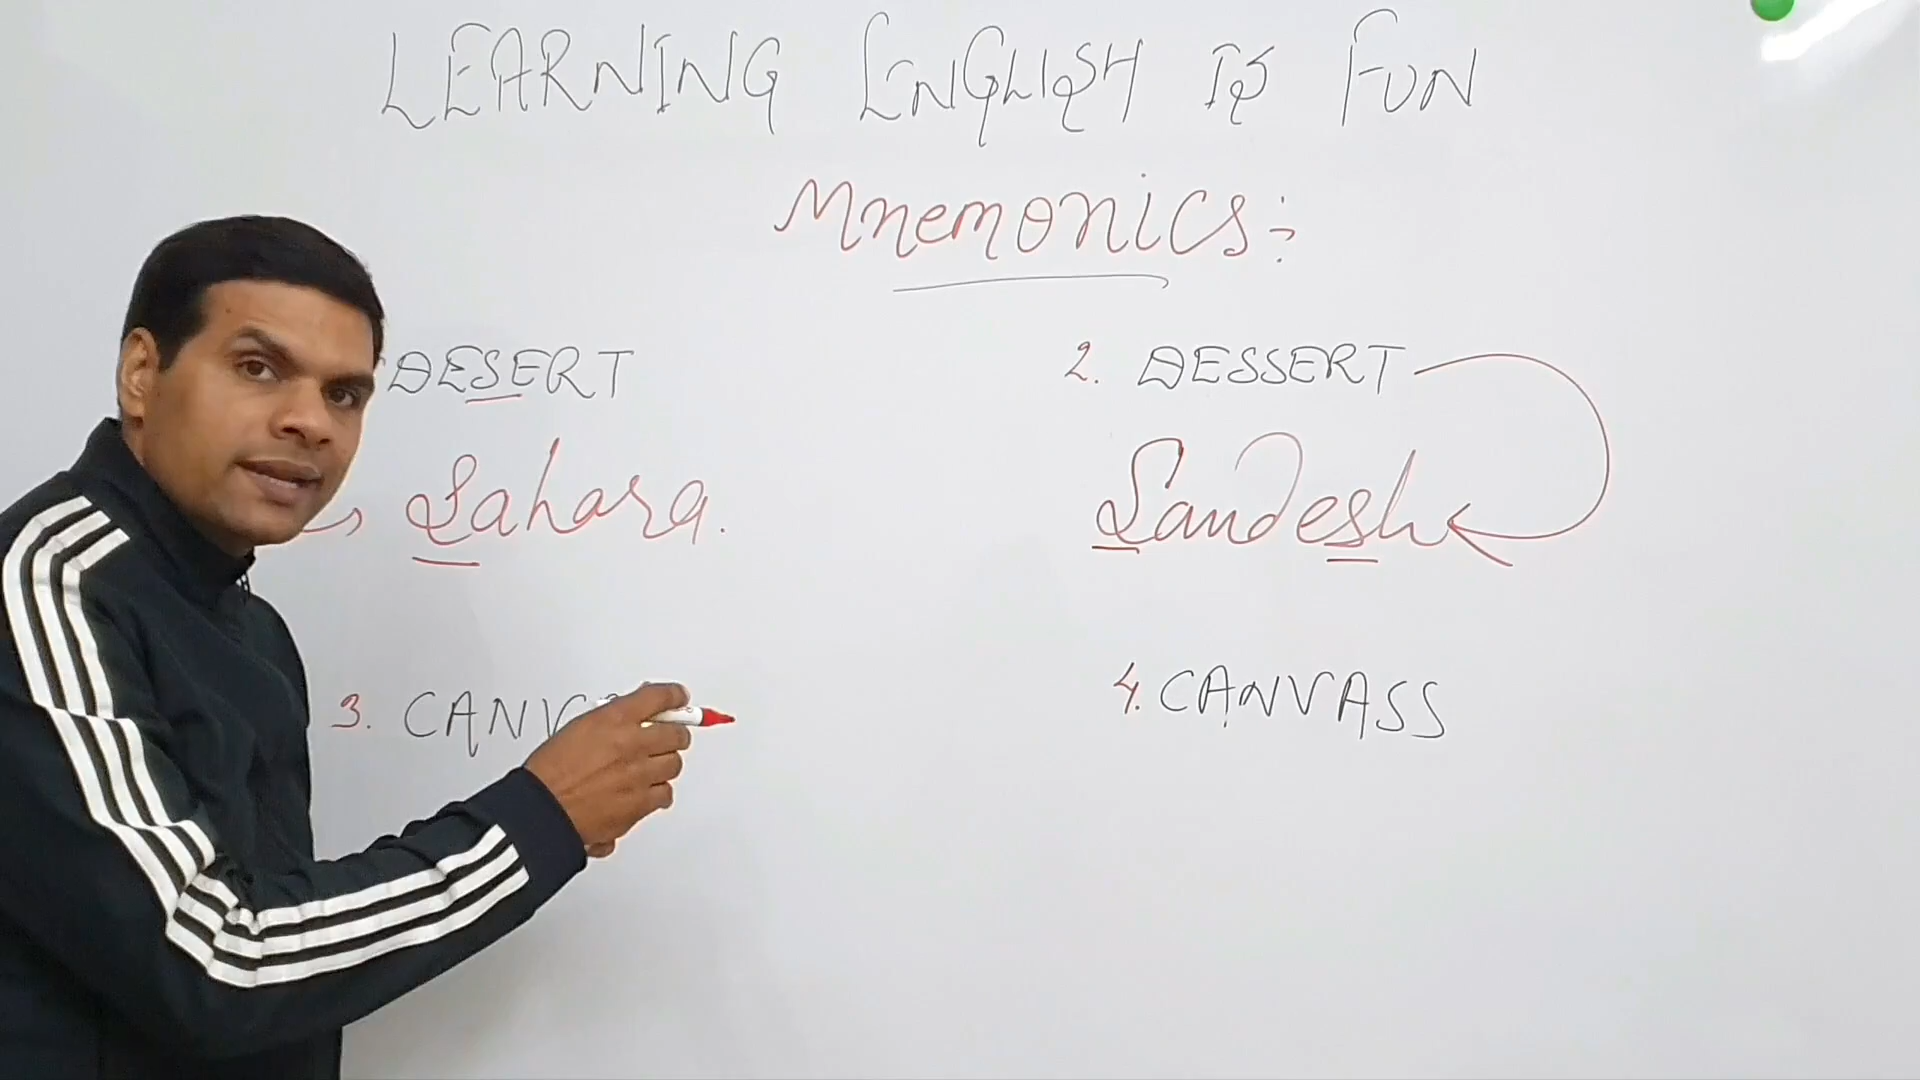 LEARNING ENGLISH IS FUN
Mnemonics:-
DESERT
2. DESSERT
Sahara.
Sandesh
3. CANV
4. CANVASS